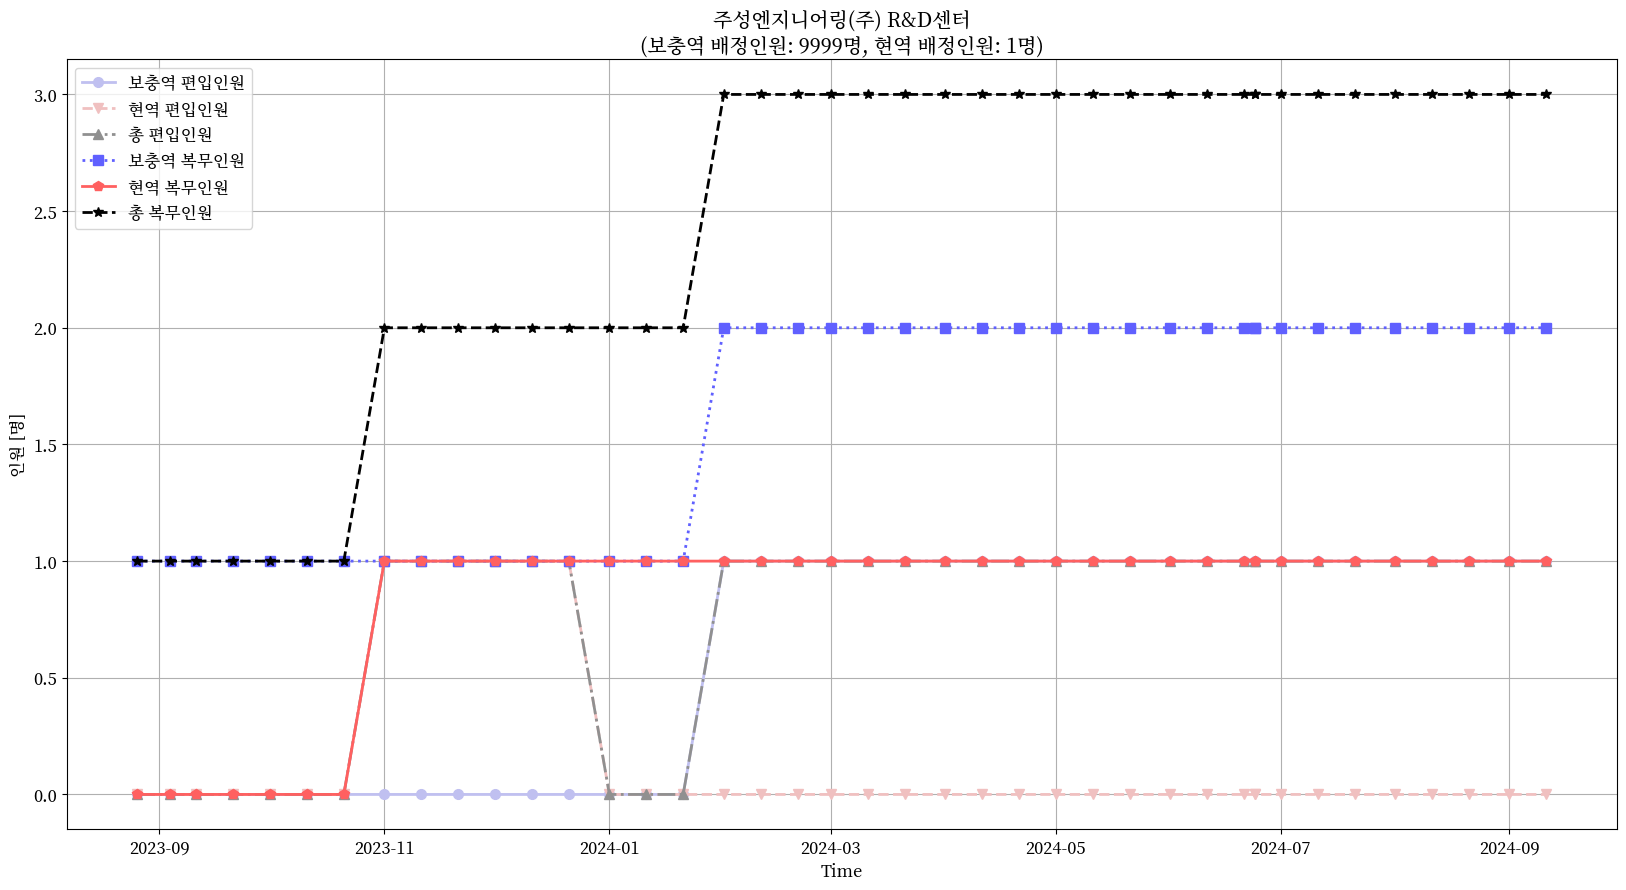 주성엔지니어링(주) R&D센터
(보충역 배정인원: 9999명, 현역 배정인원: 1명)
보충역 편입인원
현역 편입인원
총 편입인원
보충역 복무인원
현역 복무인원
총 복무인원
3.0
2.5
2.0
1.5
1.0
0.5
0.0
인원 [명]
2023-09
2023-11
2024-01
2024-03
2024-05
2024-07
2024-09
Time